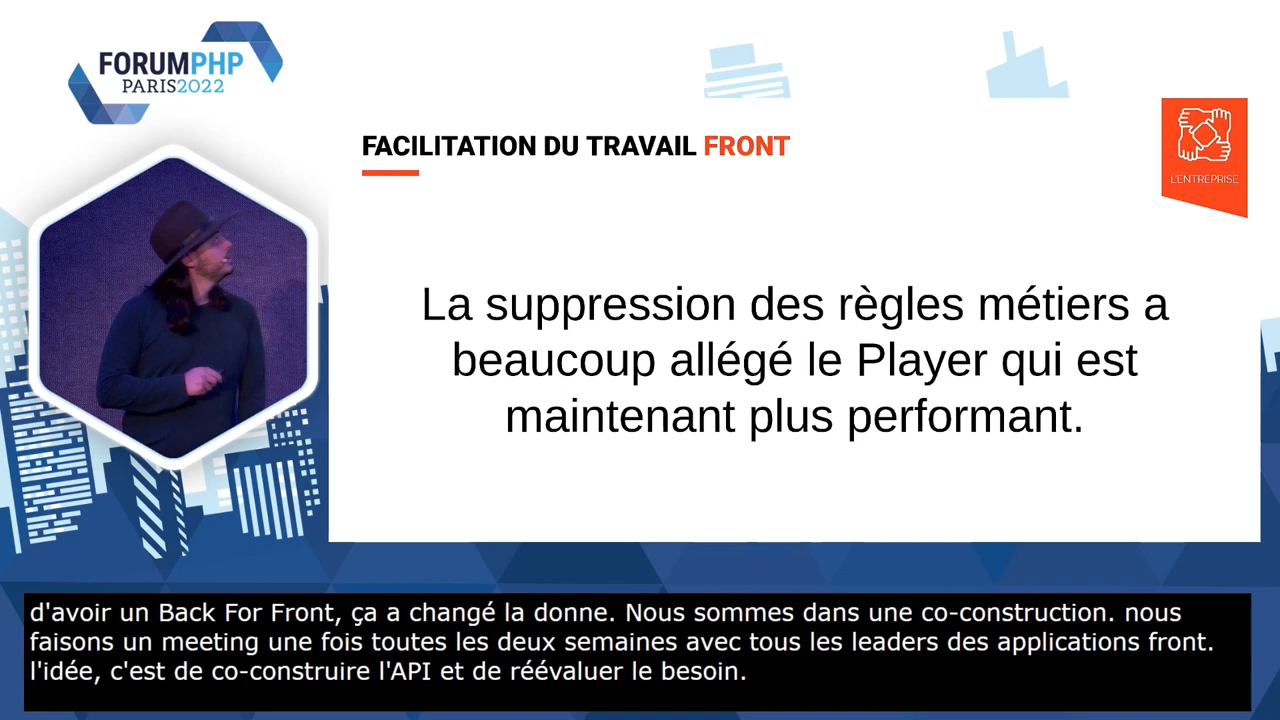 FORUMPHP
PARIS2022
FACILITATION DU TRAVAIL FRONT
L'ENTREPRISE
La suppression des règles métiers a
beaucoup allégé le Player qui est
maintenant plus performant.
d'avoir un Back For Front, ça a changé la donne. Nous sommes dans une co-construction. nous
faisons un meeting une fois toutes les deux semaines avec tous les leaders des applications front.
l'idée, c'est de co-construire l'API et de réévaluer le besoin.